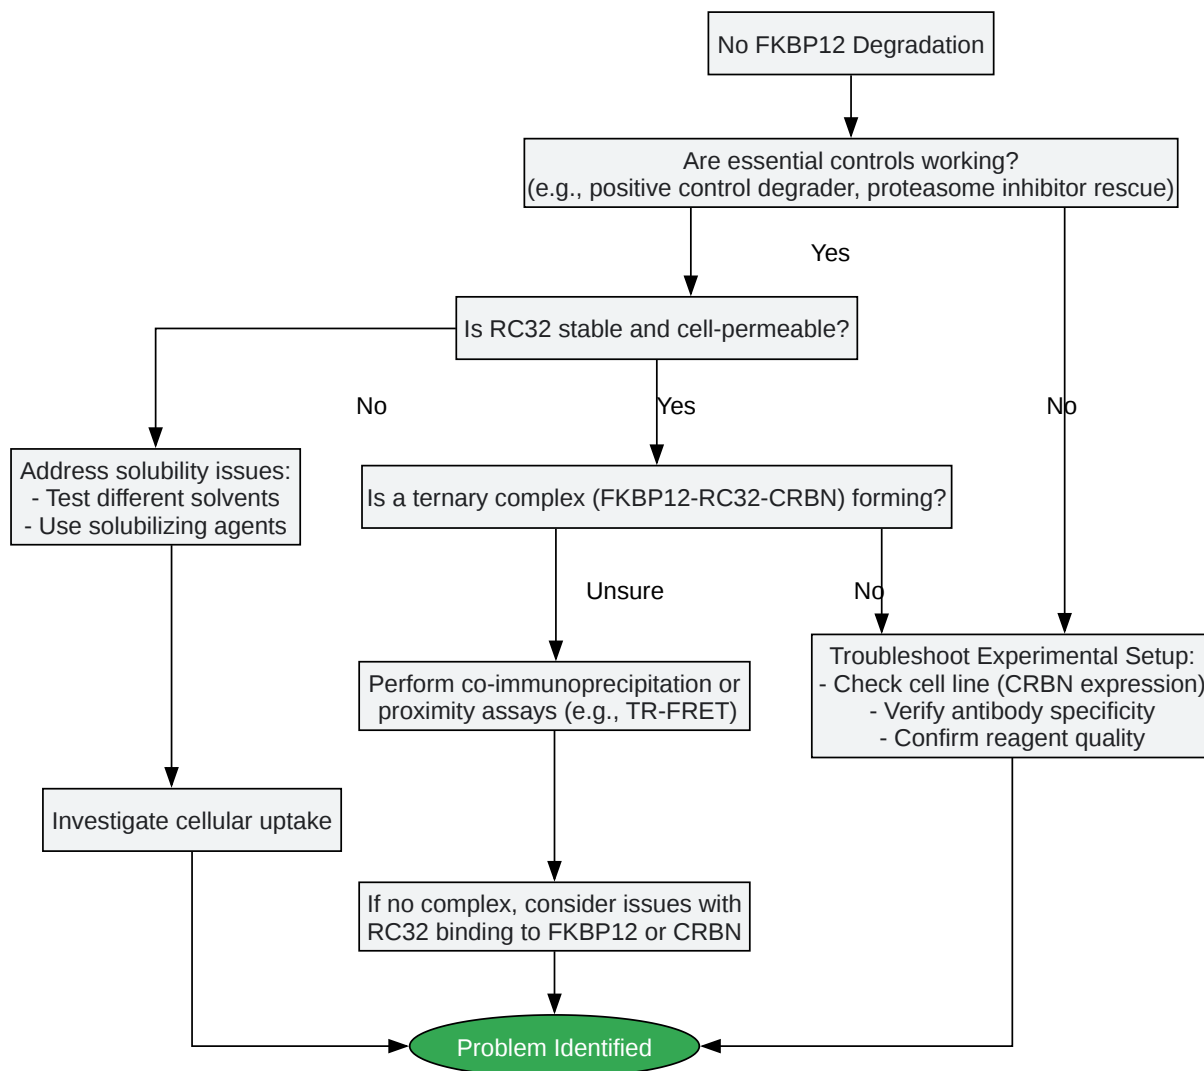 No FKBP12 Degradation
Are essential controls working?
(e.g., positive control degrader, proteasome inhibitor rescue)
Yes
Is RC32 stable and cell-permeable?
No
Yes
No
Address solubility issues:
- Test different solvents
- Use solubilizing agents
Is a ternary complex (FKBP12-RC32-CRBN) forming?
Unsure
No
Perform co-immunoprecipitation or
proximity assays (e.g., TR-FRET)
Troubleshoot Experimental Setup:
- Check cell line (CRBN expression)
- Verify antibody specificity
- Confirm reagent quality
Investigate cellular uptake
If no complex, consider issues with
RC32 binding to FKBP12 or CRBN
Problem Identified